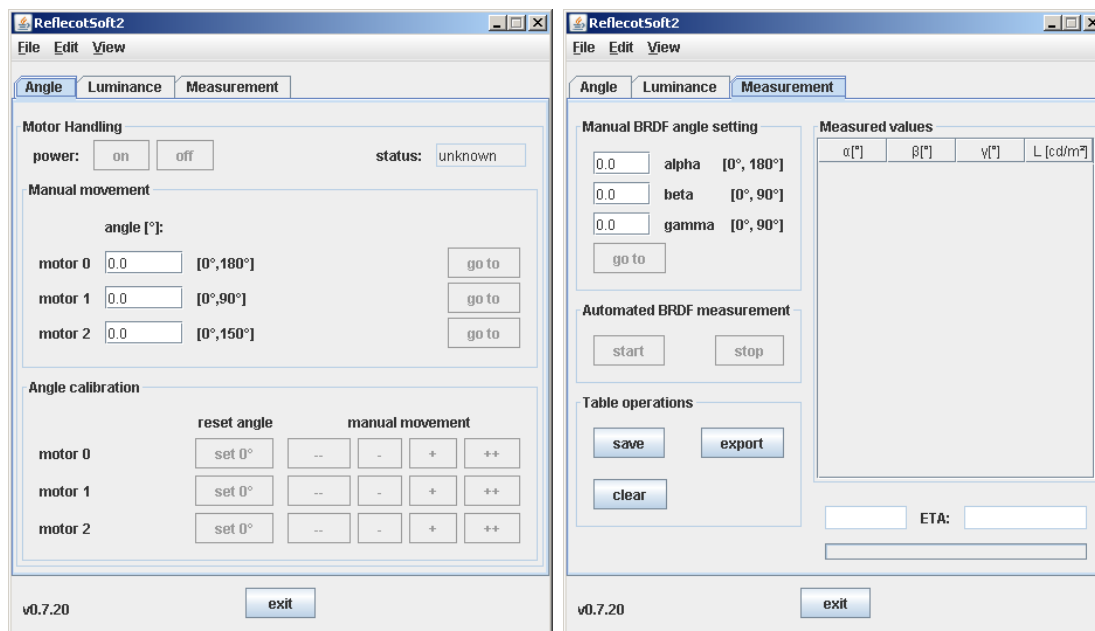 ReflecotSoft2
File Edit View
Angle Luminance Measurement
Motor Handling
power: on off status: unknown
Manual movement
angle [°]:
motor 0 0.0 [0°,180°] go to
motor 1 0.0 [0°,90°] go to
motor 2 0.0 [0°,150°] go to
Angle calibration
reset angle manual movement
motor 0 set 0° -- - + ++
motor 1 set 0° -- - + ++
motor 2 set 0° -- - + ++
v0.7.20 exit
ReflecotSoft2
File Edit View
Angle Luminance Measurement
Manual BRDF angle setting
0.0 alpha [0°, 180°]
0.0 beta [0°, 90°]
0.0 gamma [0°, 90°]
go to
Automated BRDF measurement
start stop
Table operations
save export
clear
Measured values
α[°] β[°] γ[°] L [cd/m²]
ETA:
v0.7.20 exit